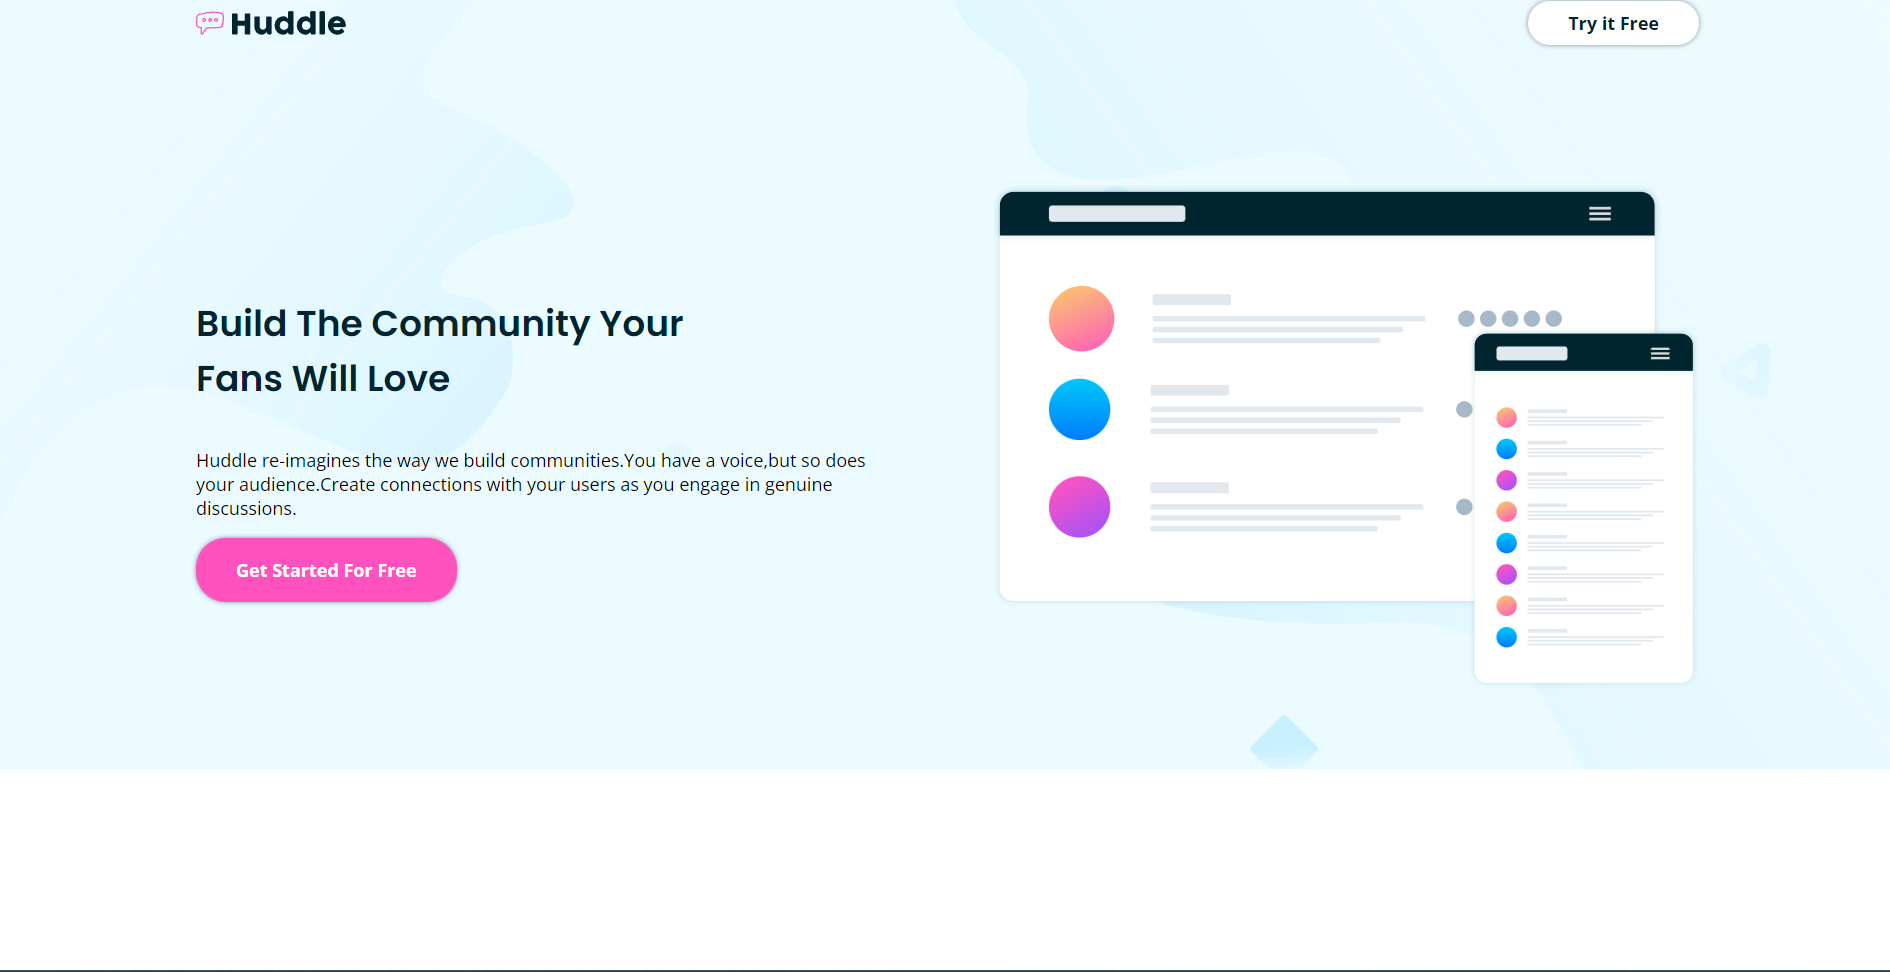 Huddle
Try it Free
Build The Community Your
Fans Will Love
Huddle re-imagines the way we build communities.You have a voice,but so does
your audience.Create connections with your users as you engage in genuine
discussions.
Get Started For Free